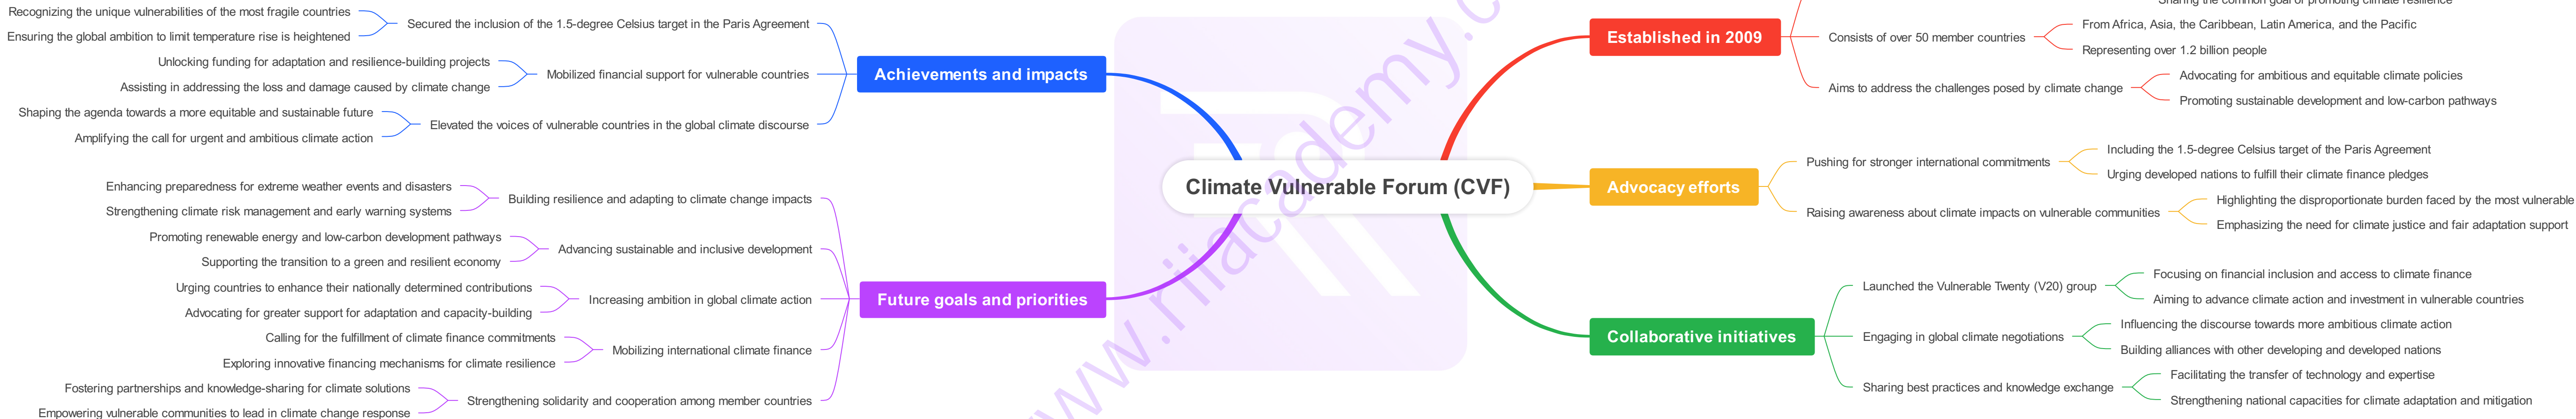 Climate Vulnerable Forum (CVF)
Established in 2009
Sharing the common goal of promoting climate resilience
Consists of over 50 member countries
From Africa, Asia, the Caribbean, Latin America, and the Pacific
Representing over 1.2 billion people
Aims to address the challenges posed by climate change
Advocating for ambitious and equitable climate policies
Promoting sustainable development and low-carbon pathways
Advocacy efforts
Pushing for stronger international commitments
Including the 1.5-degree Celsius target of the Paris Agreement
Urging developed nations to fulfill their climate finance pledges
Raising awareness about climate impacts on vulnerable communities
Highlighting the disproportionate burden faced by the most vulnerable
Emphasizing the need for climate justice and fair adaptation support
Collaborative initiatives
Launched the Vulnerable Twenty (V20) group
Focusing on financial inclusion and access to climate finance
Aiming to advance climate action and investment in vulnerable countries
Engaging in global climate negotiations
Influencing the discourse towards more ambitious climate action
Building alliances with other developing and developed nations
Sharing best practices and knowledge exchange
Facilitating the transfer of technology and expertise
Strengthening national capacities for climate adaptation and mitigation
Achievements and impacts
Secured the inclusion of the 1.5-degree Celsius target in the Paris Agreement
Recognizing the unique vulnerabilities of the most fragile countries
Ensuring the global ambition to limit temperature rise is heightened
Mobilized financial support for vulnerable countries
Unlocking funding for adaptation and resilience-building projects
Assisting in addressing the loss and damage caused by climate change
Elevated the voices of vulnerable countries in the global climate discourse
Shaping the agenda towards a more equitable and sustainable future
Amplifying the call for urgent and ambitious climate action
Future goals and priorities
Building resilience and adapting to climate change impacts
Enhancing preparedness for extreme weather events and disasters
Strengthening climate risk management and early warning systems
Advancing sustainable and inclusive development
Promoting renewable energy and low-carbon development pathways
Supporting the transition to a green and resilient economy
Increasing ambition in global climate action
Urging countries to enhance their nationally determined contributions
Advocating for greater support for adaptation and capacity-building
Mobilizing international climate finance
Calling for the fulfillment of climate finance commitments
Exploring innovative financing mechanisms for climate resilience
Strengthening solidarity and cooperation among member countries
Fostering partnerships and knowledge-sharing for climate solutions
Empowering vulnerable communities to lead in climate change response